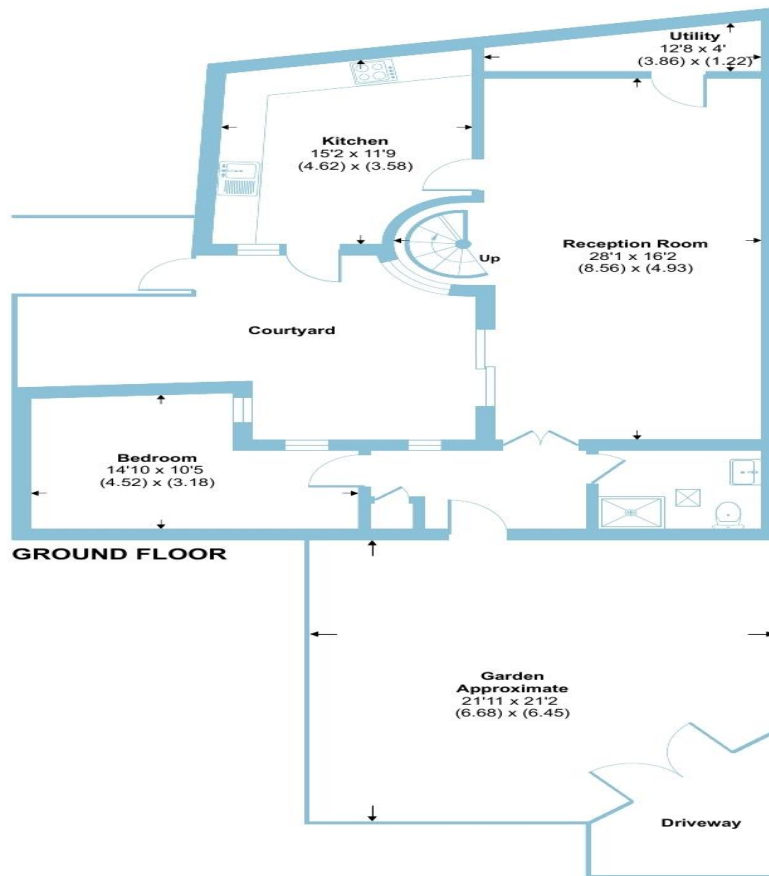 Utility
12'8 x 4'
(3.86) x (1.22)
Kitchen
15'2 x 11'9
(4.62) x (3.58)
Reception Room
28'1 x 16'2
(8.56) x (4.93)
Up
Courtyard
Bedroom
14'10 x 10'5
(4.52) x (3.18)
GROUND FLOOR
Garden
Approximate
21'11 x 21'2
(6.68) x (6.45)
Driveway